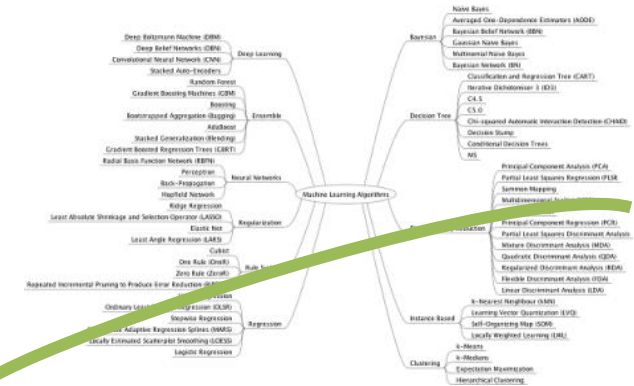 Deep Boltzmann Machine (DBM)
Deep Belief Networks (DBN)
Convolutional Neural Network (CNN)
Stacked Auto-Encoders
Deep Learning
Random Forest
Gradient Boosting Machines (GBM)
Boosting
Bootstrapped Aggregation (Bagging)
AdaBoost
Stacked Generalization (Blending)
Gradient Boosted Regression Trees (GBRT)
Ensemble
Radial Basis Function Network (RBFN)
Perceptron
Back-Propagation
Hopfield Network
Neural Networks
Ridge Regression
Least Absolute Shrinkage and Selection Operator (LASSO)
Elastic Net
Least Angle Regression (LARS)
Regularization
Cubist
One Rule (OneR)
Zero Rule (ZeroR)
Repeated Incremental Pruning to Produce Error Reduction
Rule
Stepwise Regression
Adaptive Regression Splines (MARS)
Locally Estimated Scatterplot Smoothing (LOESS)
Logistic Regression
Regression
Machine Learning Algorithms
Bayesian
Naive Bayes
Averaged One-Dependence Estimators (AODE)
Bayesian Belief Network (BBN)
Gaussian Naive Bayes
Multinomial Naive Bayes
Bayesian Network (BN)
Decision Tree
Classification and Regression Tree (CART)
Iterative Dichotomiser 3 (ID3)
C4.5
C5.0
Chi-squared Automatic Interaction Detection (CHAID)
Decision Stump
Conditional Decision Trees
M5
Principal Component Analysis (PCA)
Partial Least Squares Regression (PLSR)
Sammon Mapping
Multidimensional
Principal Component Regression (PCR)
Partial Least Squares Discriminant Analysis
Mixture Discriminant Analysis (MDA)
Quadratic Discriminant Analysis (QDA)
Regularized Discriminant Analysis (RDA)
Flexible Discriminant Analysis (FDA)
Linear Discriminant Analysis (LDA)
Instance Based
k-Nearest Neighbour (kNN)
Learning Vector Quantization (LVQ)
Self-Organizing Map (SOM)
Locally Weighted Learning (LWL)
Clustering
k-Means
k-Medians
Expectation Maximization
Hierarchical Clustering